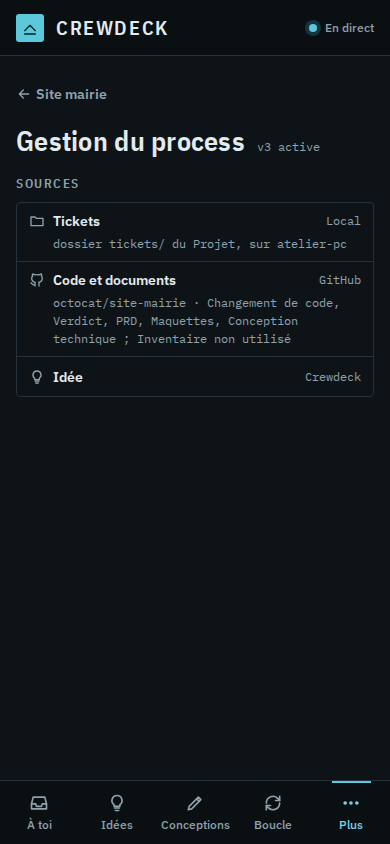 CREWDECK
En direct
← Site mairie
Gestion du process v3 active
SOURCES
Tickets Local
dossier tickets/ du Projet, sur atelier-pc
Code et documents GitHub
octocat/site-mairie · Changement de code,
Verdict, PRD, Maquettes, Conception
technique ; Inventaire non utilisé
Idée Crewdeck
À toi Idées Conceptions Boucle Plus